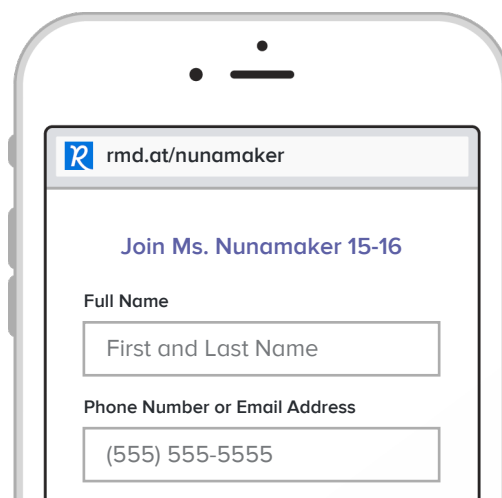 rmd.at/nunamaker
Join Ms. Nunamaker 15-16
Full Name
First and Last Name
Phone Number or Email Address
(555) 555-5555